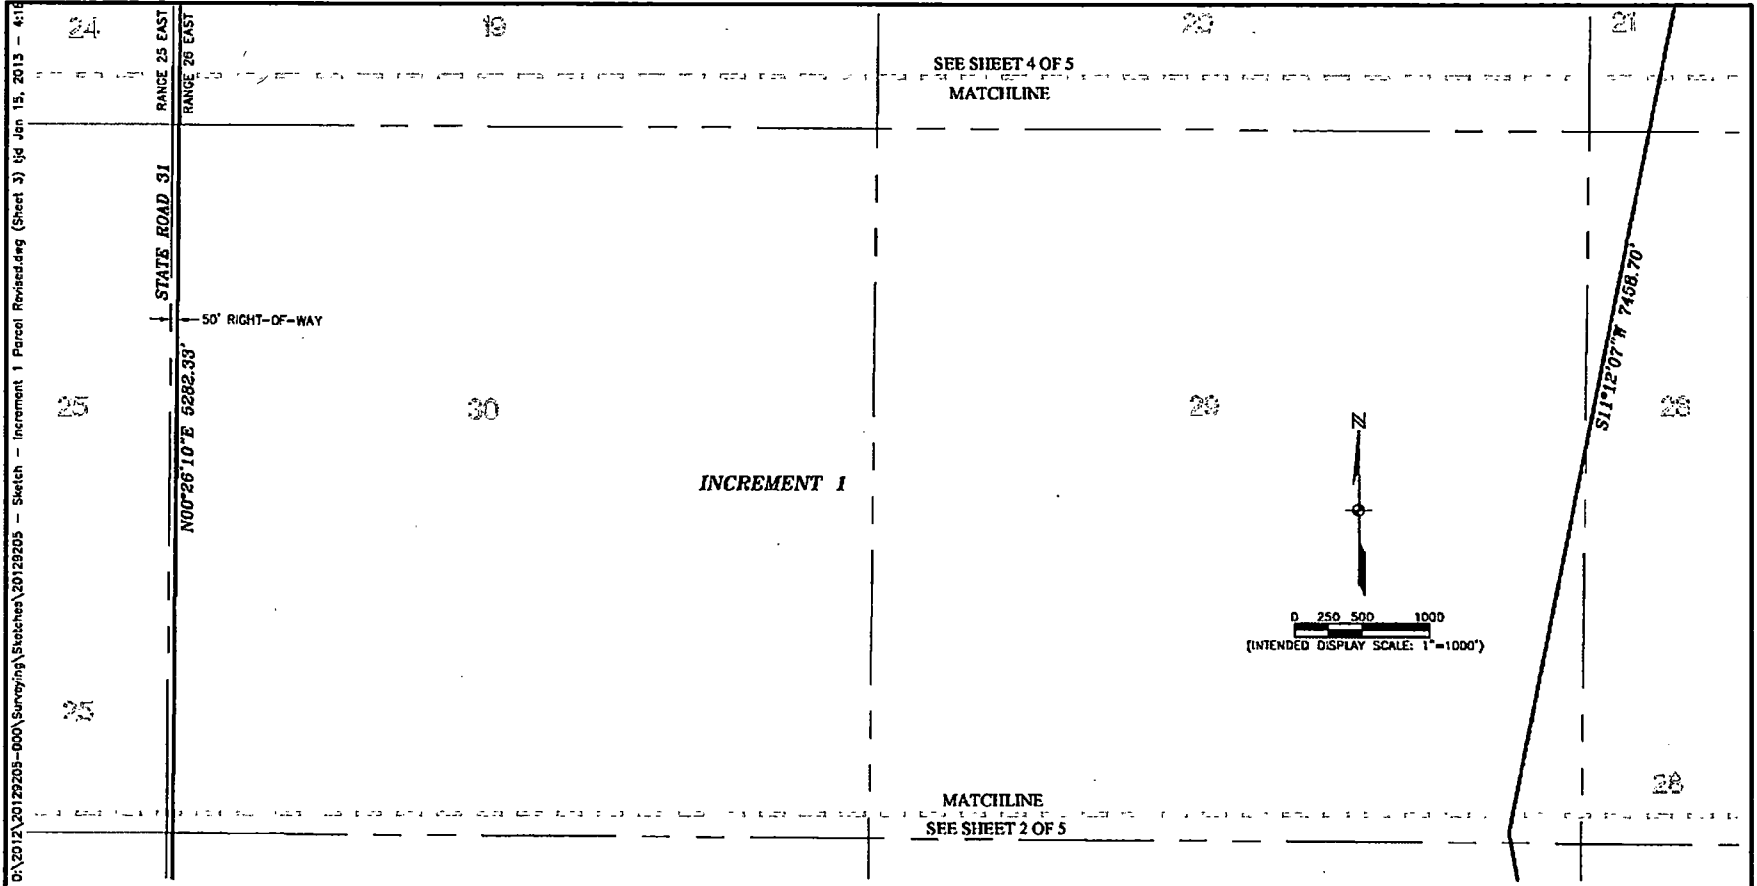 24
19
20
21
RANGE 25 EAST
RANGE 26 EAST
SEE SHEET 4 OF 5
MATCHLINE
STATE ROAD 31
50' RIGHT-OF-WAY
N00°26'10"E 5282.33'
S11°12'07"W 7458.70'
25
30
29
28
INCREMENT 1
N
0 250 500 1000
(INTENDED DISPLAY SCALE: 1"=1000')
25
28
MATCHLINE
SEE SHEET 2 OF 5
O:\2012\20129205-000\Surveying\Sketches\20129205 - Sketch - Increment 1 Parcel Revised.dwg (Sheet 3) tjd Jan 15, 2013 -